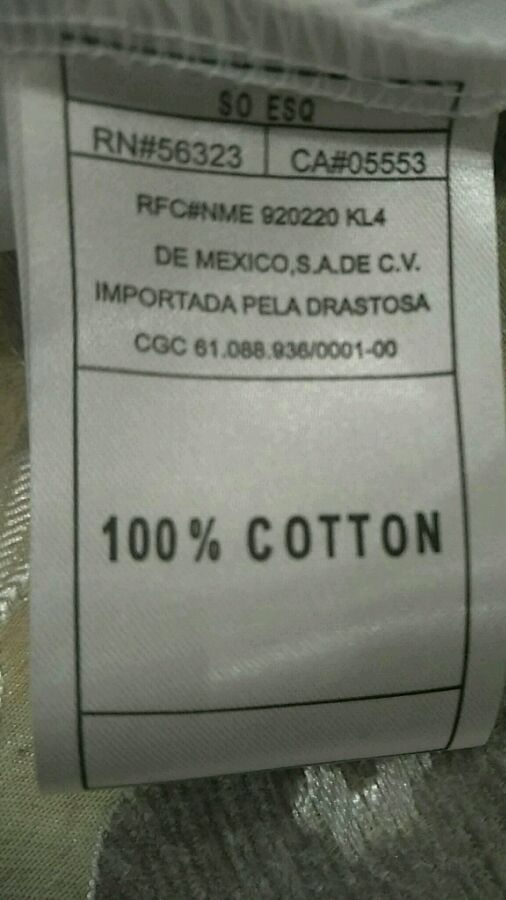 SO ESQ
RN#56323 CA#05553
RFC#NME 920220 KL4
DE MEXICO,S.A.DE C.V.
IMPORTADA PELA DRASTOSA
CGC 61.088.936/0001-00
100% COTTON